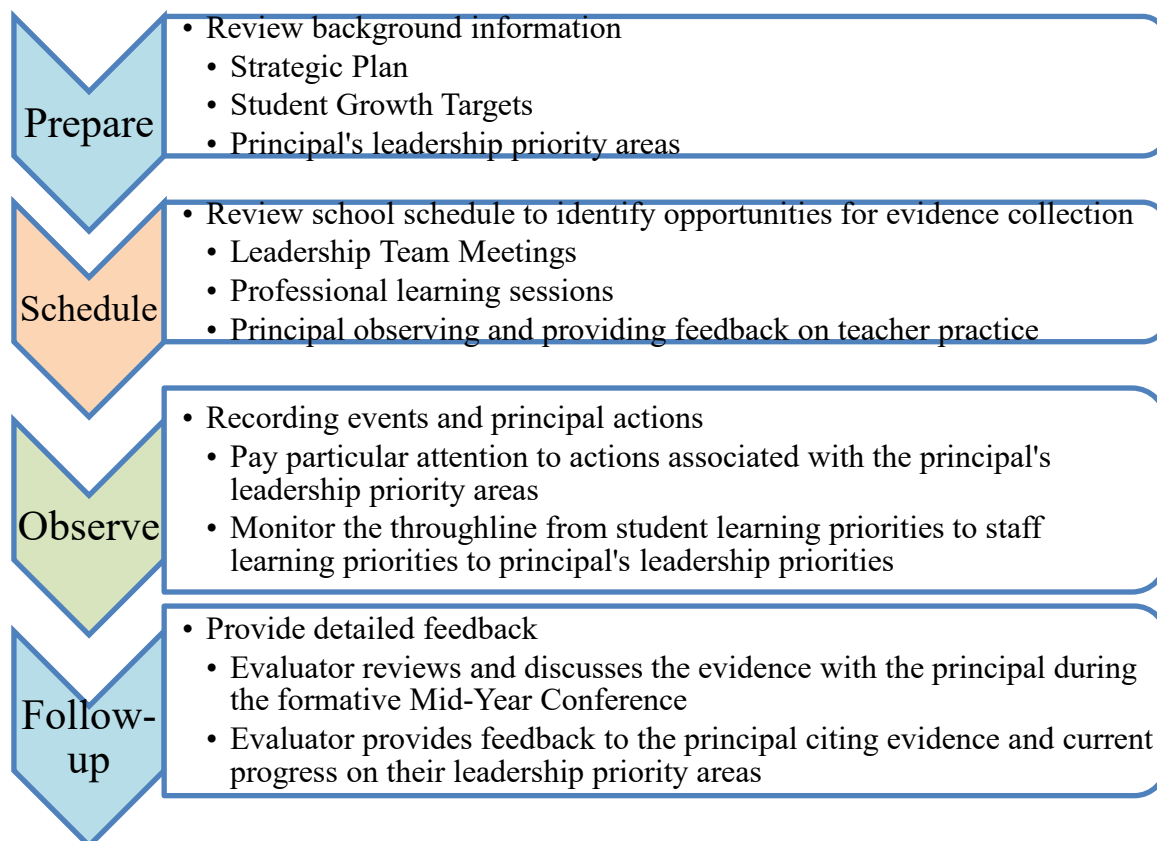 Prepare
• Review background information
• Strategic Plan
• Student Growth Targets
• Principal's leadership priority areas
Schedule
• Review school schedule to identify opportunities for evidence collection
• Leadership Team Meetings
• Professional learning sessions
• Principal observing and providing feedback on teacher practice
Observe
• Recording events and principal actions
• Pay particular attention to actions associated with the principal's
leadership priority areas
• Monitor the throughline from student learning priorities to staff
learning priorities to principal's leadership priorities
Follow-
up
• Provide detailed feedback
• Evaluator reviews and discusses the evidence with the principal during
the formative Mid-Year Conference
• Evaluator provides feedback to the principal citing evidence and current
progress on their leadership priority areas